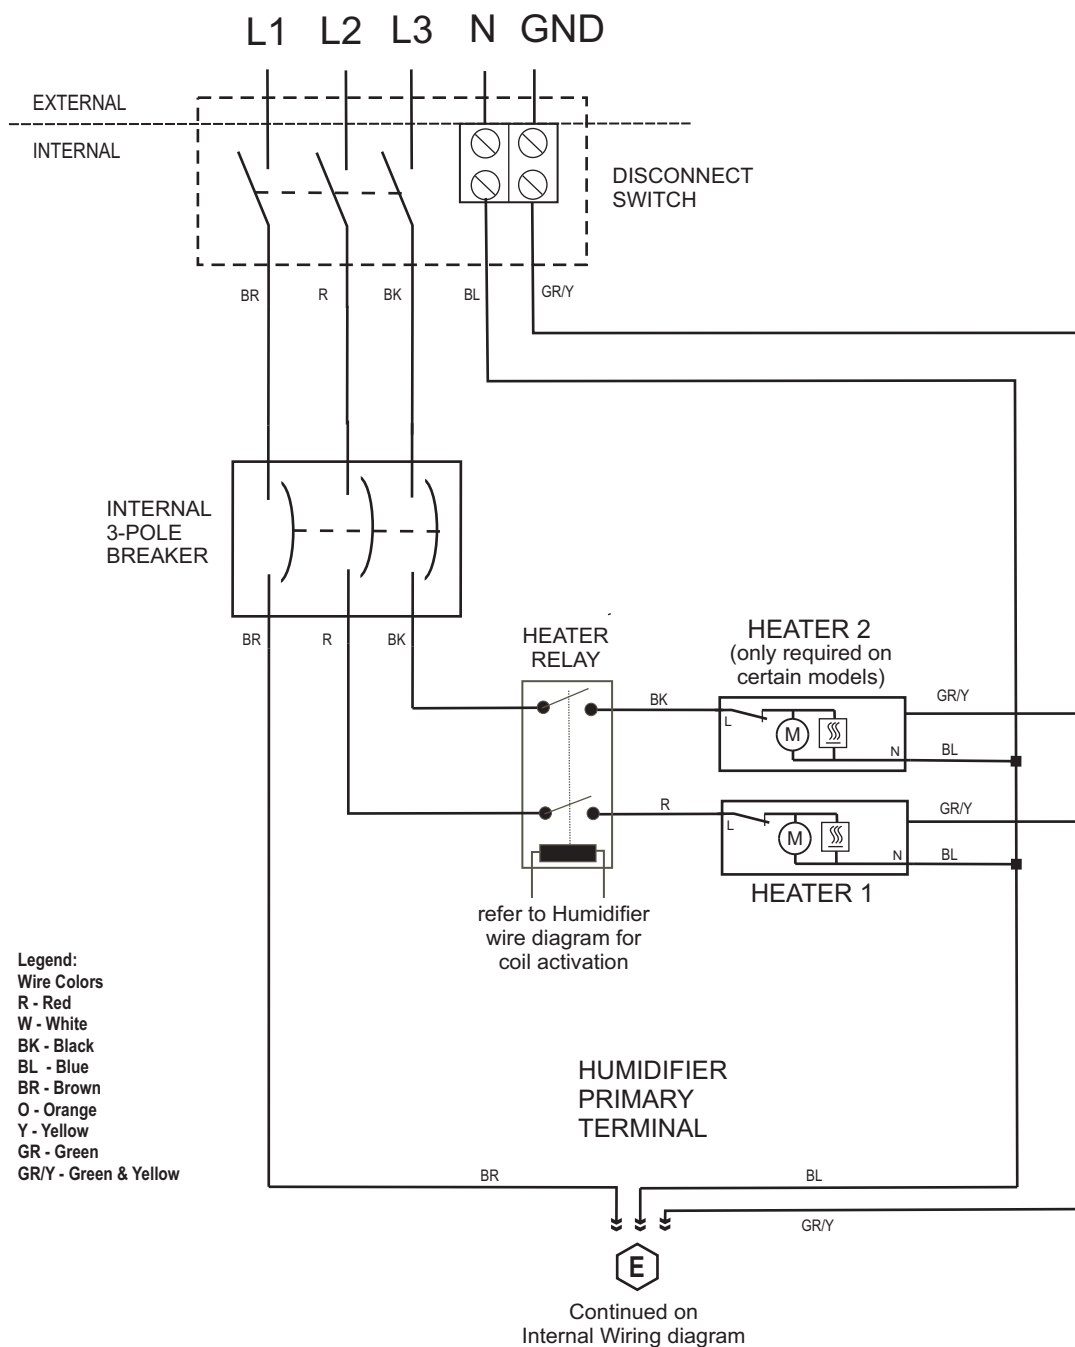 L1 L2 L3 N GND
EXTERNAL
INTERNAL
DISCONNECT
SWITCH
BR R BK BL GR/Y
INTERNAL
3-POLE
BREAKER
BR R BK
HEATER
RELAY
HEATER 2
(only required on
certain models)
BK
GR/Y
L
M
N
BL
R
GR/Y
L
M
N
BL
HEATER 1
refer to Humidifier
wire diagram for
coil activation
Legend:
Wire Colors
R - Red
W - White
BK - Black
BL - Blue
BR - Brown
O - Orange
Y - Yellow
GR - Green
GR/Y - Green & Yellow
HUMIDIFIER
PRIMARY
TERMINAL
BR
BL
GR/Y
E
Continued on
Internal Wiring diagram